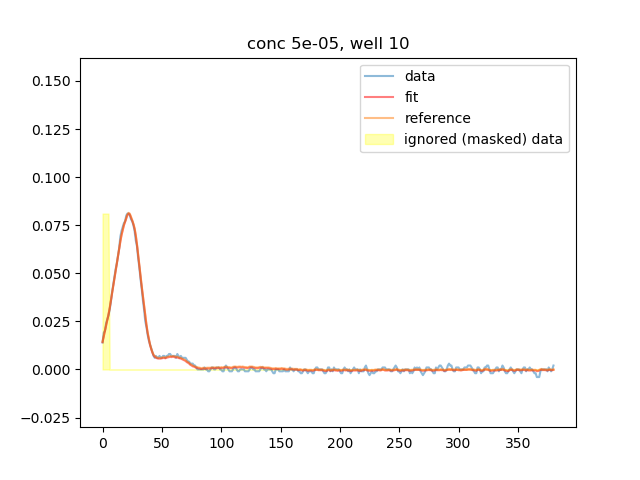 conc 5e-05, well 10
data
fit
reference
ignored (masked) data
0.150
0.125
0.100
0.075
0.050
0.025
0.000
−0.025
0 50 100 150 200 250 300 350